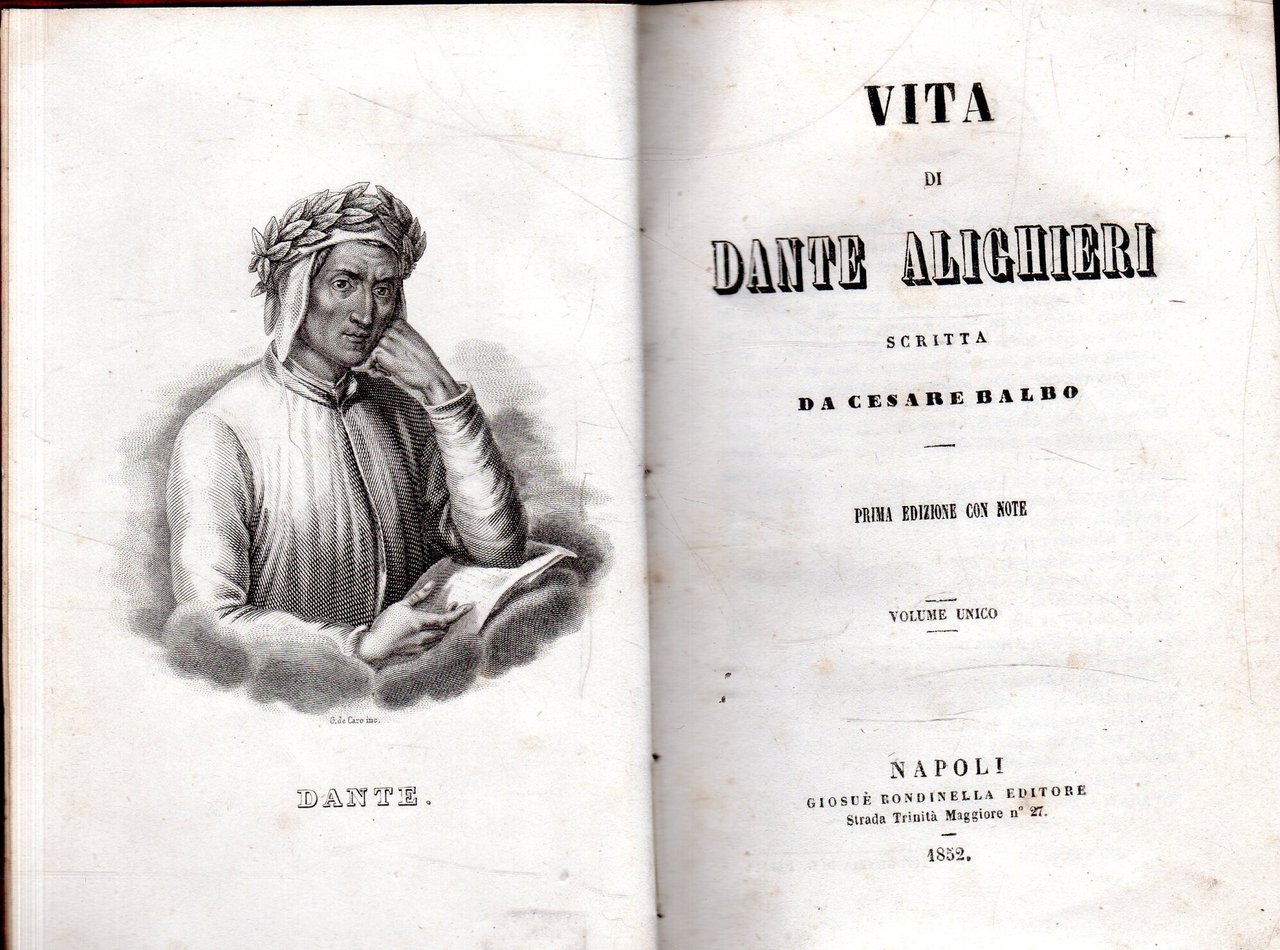 G. de Caro inc.
DANTE.
VITA
DI
DANTE ALIGHIERI
SCRITTA
DA CESARE BALBO
PRIMA EDIZIONE CON NOTE
VOLUME UNICO
NAPOLI
GIOSUÈ RONDINELLA EDITORE
Strada Trinità Maggiore n° 27.
1852.